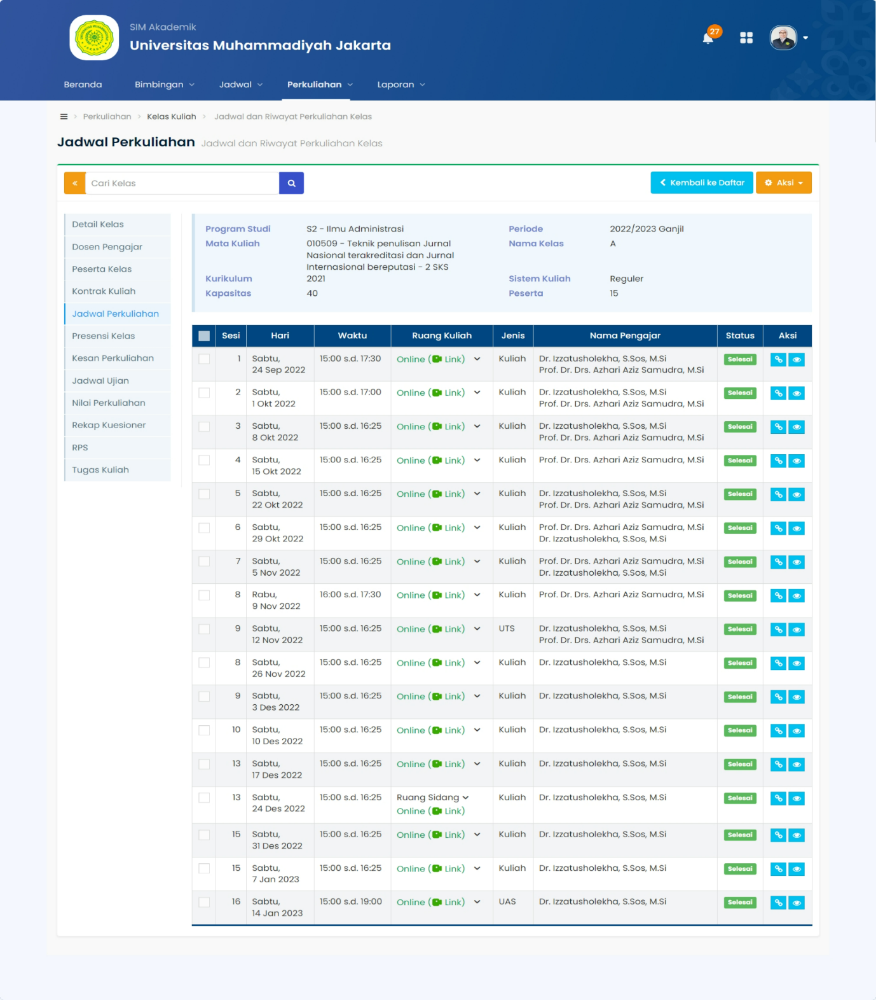 SIM Akademik
Universitas Muhammadiyah Jakarta
27
Beranda Bimbingan Jadwal Perkuliahan Laporan
Perkuliahan > Kelas Kuliah > Jadwal dan Riwayat Perkuliahan Kelas
Jadwal Perkuliahan Jadwal dan Riwayat Perkuliahan Kelas
Cari Kelas
Kembali ke Daftar
Aksi
Detail Kelas
Dosen Pengajar
Peserta Kelas
Kontrak Kuliah
Jadwal Perkuliahan
Presensi Kelas
Kesan Perkuliahan
Jadwal Ujian
Nilai Perkuliahan
Rekap Kuesioner
RPS
Tugas Kuliah
Program Studi S2 - Ilmu Administrasi Periode 2022/2023 Ganjil
Mata Kuliah 010509 - Teknik penulisan Jurnal Nama Kelas A
Nasional terakreditasi dan Jurnal
Internasional bereputasi - 2 SKS
Kurikulum 2021 Sistem Kuliah Reguler
Kapasitas 40 Peserta 15
Sesi Hari Waktu Ruang Kuliah Jenis Nama Pengajar Status Aksi
1 Sabtu, 15:00 s.d. 17:30 Online (Link) Kuliah Dr. Izzatusholekha, S.Sos, M.Si Selesai
24 Sep 2022 Prof. Dr. Drs. Azhari Aziz Samudra, M.Si
2 Sabtu, 15:00 s.d. 17:00 Online (Link) Kuliah Dr. Izzatusholekha, S.Sos, M.Si Selesai
1 Okt 2022 Prof. Dr. Drs. Azhari Aziz Samudra, M.Si
3 Sabtu, 15:00 s.d. 16:25 Online (Link) Kuliah Dr. Izzatusholekha, S.Sos, M.Si Selesai
8 Okt 2022 Prof. Dr. Drs. Azhari Aziz Samudra, M.Si
4 Sabtu, 15:00 s.d. 16:25 Online (Link) Kuliah Prof. Dr. Drs. Azhari Aziz Samudra, M.Si Selesai
15 Okt 2022
5 Sabtu, 15:00 s.d. 16:25 Online (Link) Kuliah Dr. Izzatusholekha, S.Sos, M.Si Selesai
22 Okt 2022 Prof. Dr. Drs. Azhari Aziz Samudra, M.Si
6 Sabtu, 15:00 s.d. 16:25 Online (Link) Kuliah Prof. Dr. Drs. Azhari Aziz Samudra, M.Si Selesai
29 Okt 2022 Dr. Izzatusholekha, S.Sos, M.Si
7 Sabtu, 15:00 s.d. 16:25 Online (Link) Kuliah Prof. Dr. Drs. Azhari Aziz Samudra, M.Si Selesai
5 Nov 2022 Dr. Izzatusholekha, S.Sos, M.Si
8 Rabu, 16:00 s.d. 17:30 Online (Link) Kuliah Prof. Dr. Drs. Azhari Aziz Samudra, M.Si Selesai
9 Nov 2022
9 Sabtu, 15:00 s.d. 16:25 Online (Link) UTS Dr. Izzatusholekha, S.Sos, M.Si Selesai
12 Nov 2022 Prof. Dr. Drs. Azhari Aziz Samudra, M.Si
8 Sabtu, 15:00 s.d. 16:25 Online (Link) Kuliah Dr. Izzatusholekha, S.Sos, M.Si Selesai
26 Nov 2022
9 Sabtu, 15:00 s.d. 16:25 Online (Link) Kuliah Dr. Izzatusholekha, S.Sos, M.Si Selesai
3 Des 2022
10 Sabtu, 15:00 s.d. 16:25 Online (Link) Kuliah Dr. Izzatusholekha, S.Sos, M.Si Selesai
10 Des 2022
13 Sabtu, 15:00 s.d. 16:25 Online (Link) Kuliah Dr. Izzatusholekha, S.Sos, M.Si Selesai
17 Des 2022
13 Sabtu, 15:00 s.d. 16:25 Ruang Sidang Kuliah Dr. Izzatusholekha, S.Sos, M.Si Selesai
24 Des 2022 Online (Link)
15 Sabtu, 15:00 s.d. 16:25 Online (Link) Kuliah Dr. Izzatusholekha, S.Sos, M.Si Selesai
31 Des 2022
15 Sabtu, 15:00 s.d. 16:25 Online (Link) Kuliah Dr. Izzatusholekha, S.Sos, M.Si Selesai
7 Jan 2023
16 Sabtu, 15:00 s.d. 19:00 Online (Link) UAS Dr. Izzatusholekha, S.Sos, M.Si Selesai
14 Jan 2023